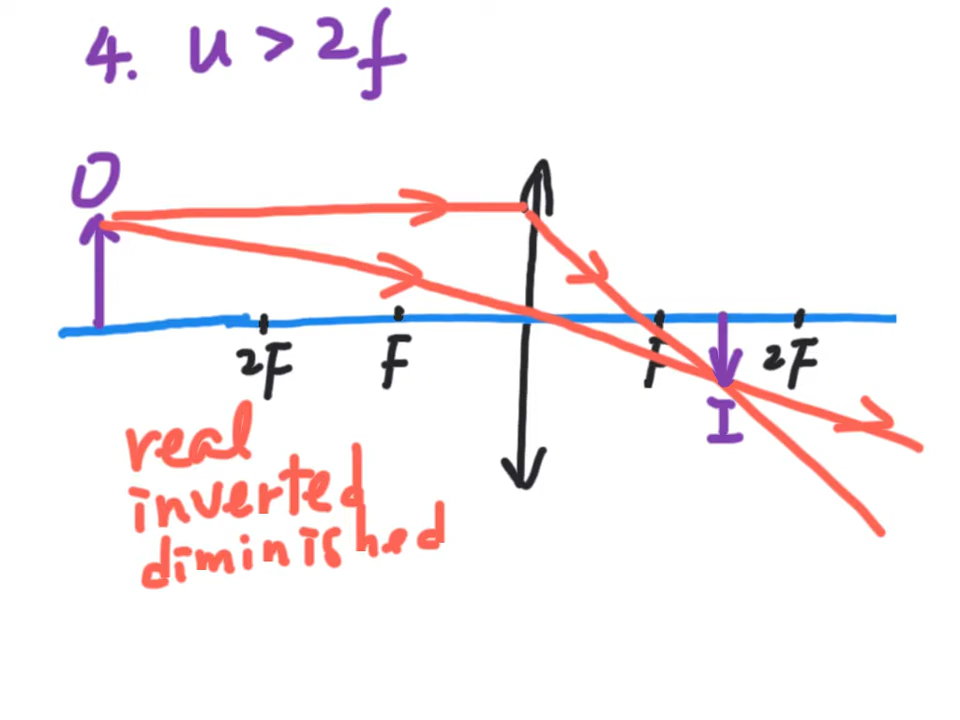 4. u > 2f
O
2F F F 2F
I
real
inverted
diminished